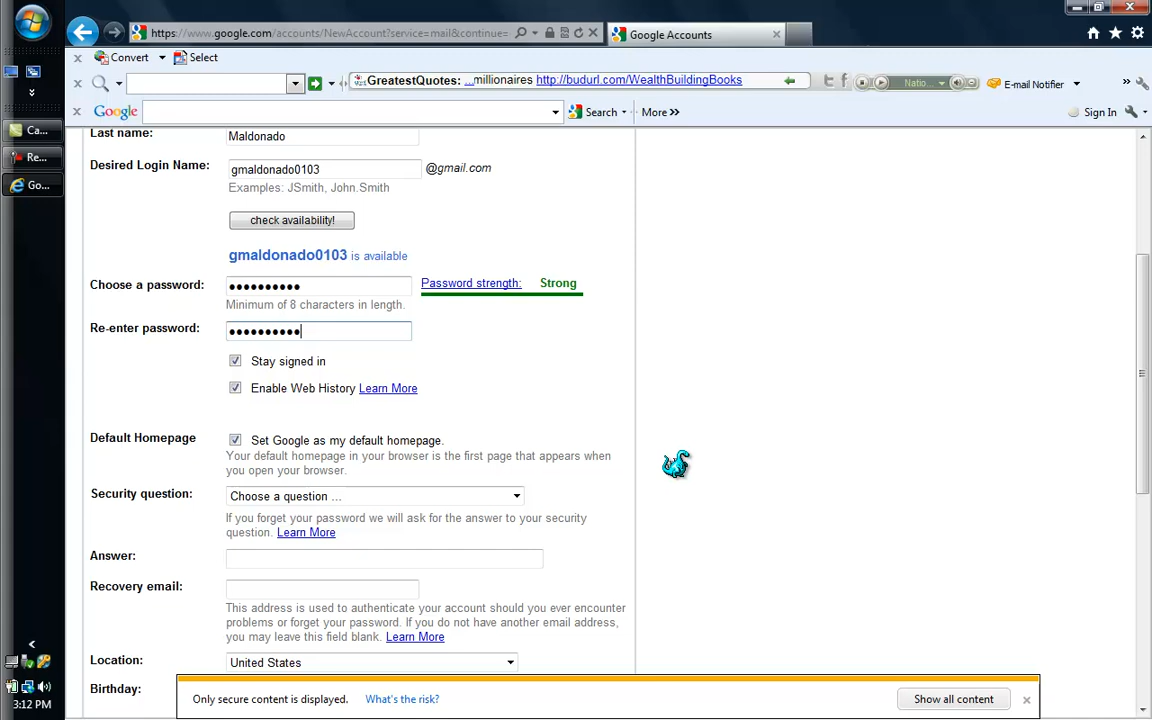 https://www.google.com/accounts/NewAccount?service=mail&continue=
Google Accounts
Convert
Select
GreatestQuotes: ...millionaires http://budurl.com/WealthBuildingBooks
Natio...
E-mail Notifier
Google
Search
More
Sign In
Ca...
Re...
Go...
Last name:
Maldonado
Desired Login Name:
gmaldonado0103
@gmail.com
Examples: JSmith, John.Smith
check availability!
gmaldonado0103 is available
Choose a password:
Password strength:
Strong
Minimum of 8 characters in length.
Re-enter password:
Stay signed in
Enable Web History Learn More
Default Homepage
Set Google as my default homepage.
Your default homepage in your browser is the first page that appears when
you open your browser.
Security question:
Choose a question ...
If you forget your password we will ask for the answer to your security
question. Learn More
Answer:
Recovery email:
This address is used to authenticate your account should you ever encounter
problems or forget your password. If you do not have another email address,
you may leave this field blank. Learn More
Location:
United States
Birthday:
Only secure content is displayed.
What's the risk?
Show all content
3:12 PM